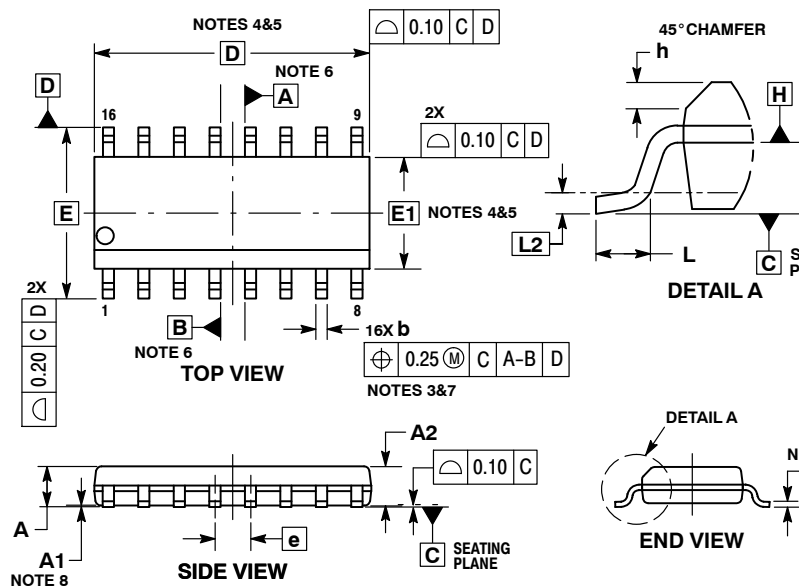 NOTES 4&5
D
0.10 C D
45° CHAMFER
h
D
NOTE 6
A
H
16
9
2X
0.10 C D
E
E1
NOTES 4&5
L2
L
C
DETAIL A
2X
0.20 C D
1
8
B
NOTE 6
16X b
TOP VIEW
0.25 M C A-B D
NOTES 3&7
A2
DETAIL A
0.10 C
A
A1
NOTE 8
e
C
SEATING
PLANE
SIDE VIEW
END VIEW